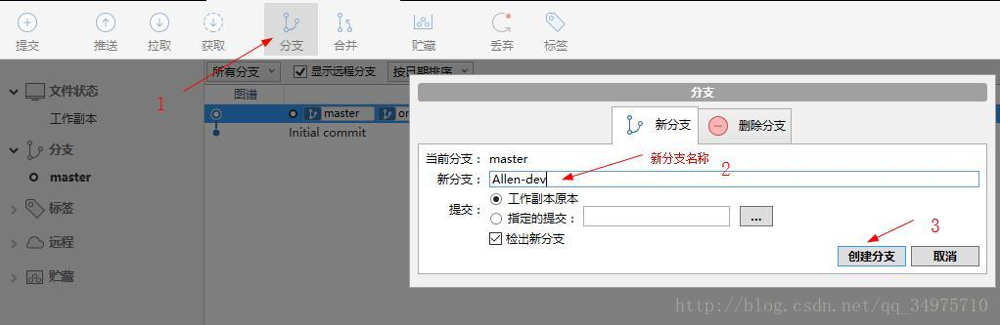 提交 推送 拉取 获取 分支 合并 贮藏 丢弃 标签
所有分支 显示远程分支 按日期排序
1
文件状态
工作副本
分支
master
标签
远程
贮藏
图谱
master or
Initial commit
分支
新分支 删除分支
当前分支： master
新分支名称
2
新分支： Allen-dev
提交： 工作副本原本
指定的提交： ...
检出新分支
3
创建分支 取消
http://blog.csdn.net/qq_34975710